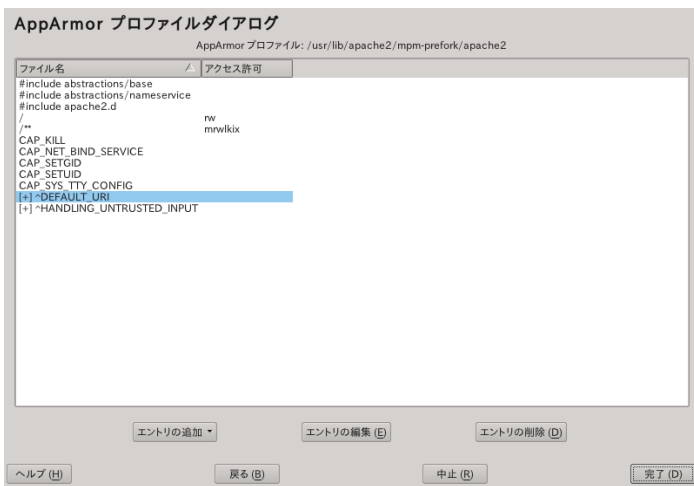 AppArmor プロファイルダイアログ
AppArmor プロファイル: /usr/lib/apache2/mpm-prefork/apache2
ファイル名 アクセス許可
#include abstractions/base
#include abstractions/nameservice
#include apache2.d
/ rw
/** mrwlkix
CAP_KILL
CAP_NET_BIND_SERVICE
CAP_SETGID
CAP_SETUID
CAP_SYS_TTY_CONFIG
[+] ^DEFAULT_URI
[+] ^HANDLING_UNTRUSTED_INPUT
エントリの追加 エントリの編集 (E) エントリの削除 (D)
ヘルプ (H) 戻る (B) 中止 (R) 完了 (D)